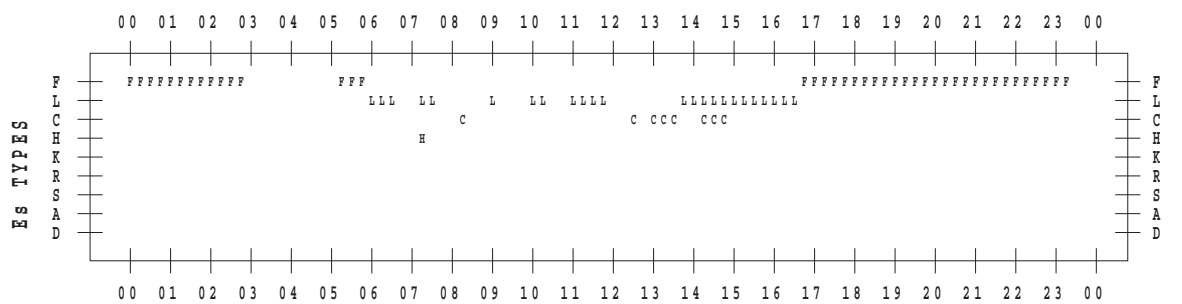 00 01 02 03 04 05 06 07 08 09 10 11 12 13 14 15 16 17 18 19 20 21 22 23 00
F FFFFFFFFFFFF FFF FFFFFFFFFFFFFFFFFFFFFFFFFFF F
L LLL LL L LL LLLL LLLLLLLLLLLL L
C C C CCC CCC C
H H H
K K
R R
S S
A A
D D
Es TYPES
00 01 02 03 04 05 06 07 08 09 10 11 12 13 14 15 16 17 18 19 20 21 22 23 00